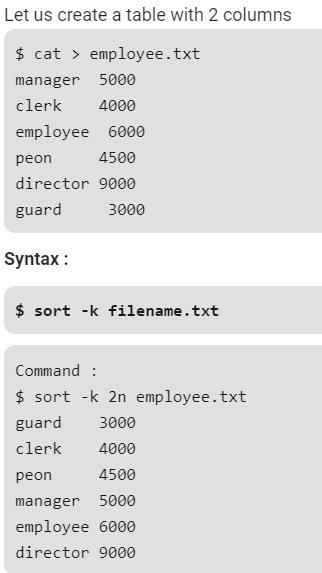 Let us create a table with 2 columns
$ cat > employee.txt
manager  5000
clerk    4000
employee  6000
peon     4500
director 9000
guard     3000
Syntax :
$ sort -k filename.txt
Command :
$ sort -k 2n employee.txt
guard    3000
clerk    4000
peon     4500
manager  5000
employee 6000
director 9000